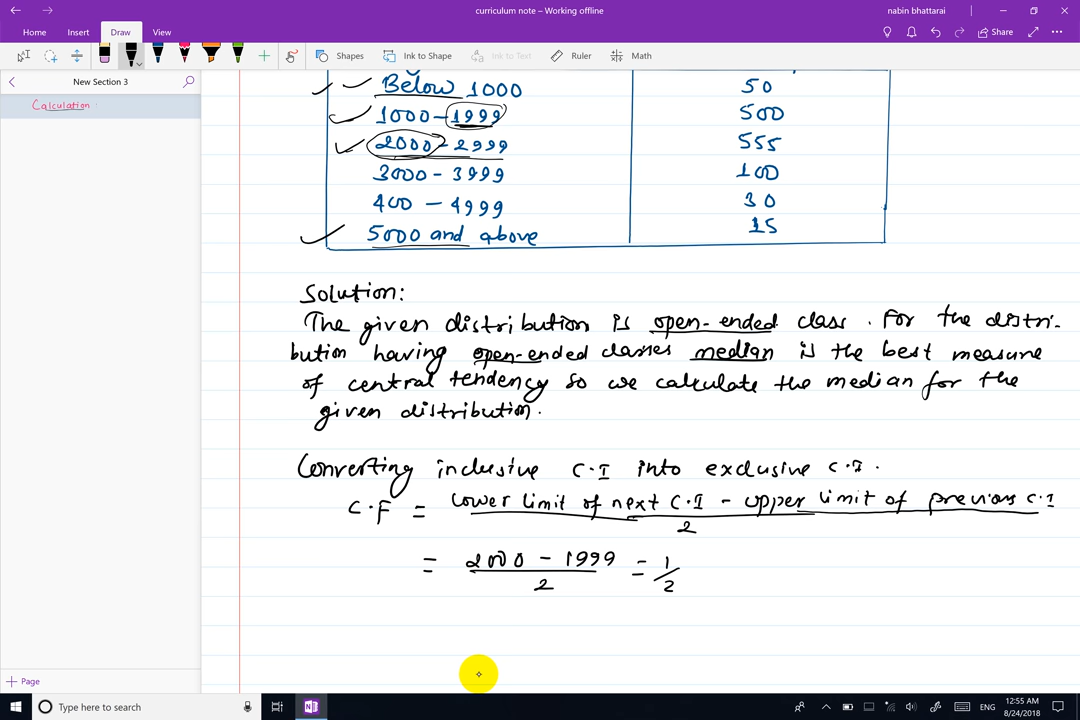 curriculum note – Working offline
nabin bhattarai
Home Insert Draw View
Share
Shapes Ink to Shape Ink to Text Ruler Math
New Section 3
Calculation
Below 1000 50
1000 - 1999 500
2000 - 2999 555
3000 - 3999 100
400 - 4999 30
5000 and above 15
Solution:
The given distribution is open-ended class. For the distri-
bution having open-ended classes median is the best measure
of central tendency so we calculate the median for the
given distribution.
Converting inclusive C.I into exclusive C.I.
C.F = lower limit of next C.I - upper limit of previous C.I
2
= 2000 - 1999 = 1/2
2
+ Page
Type here to search
ENG
12:55 AM
8/24/2018